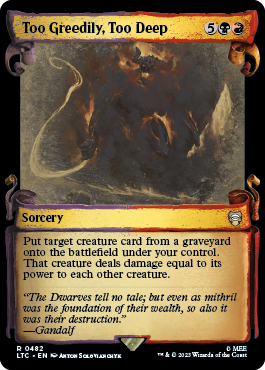 Too Greedily, Too Deep 5
Sorcery
Put target creature card from a graveyard
onto the battlefield under your control.
That creature deals damage equal to its
power to each other creature.
“The Dwarves tell no tale; but even as mithril
was the foundation of their wealth, so also it
was their destruction.”
—Gandalf
R 0482
LTC • EN ANTON SOLOVIANCHYK
6 MEE
™ & © 2023 Wizards of the Coast